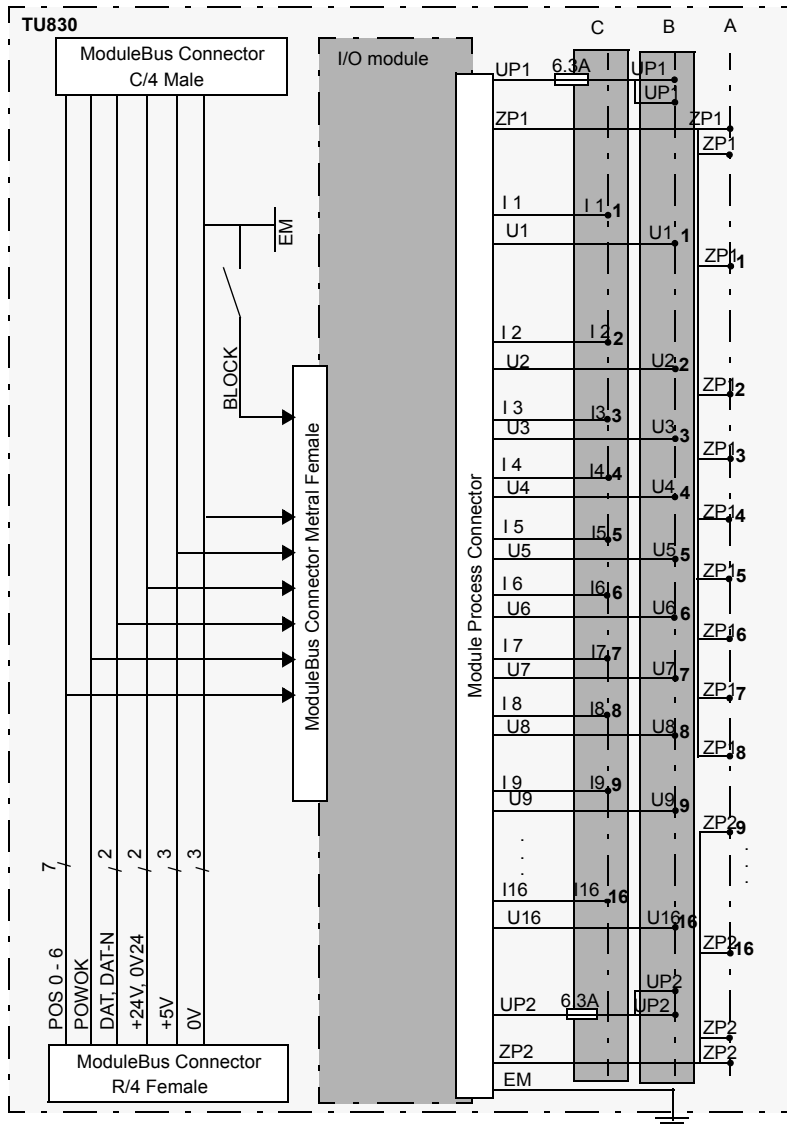 TU830
ModuleBus Connector
C/4 Male
I/O module
C B A
UP1 6.3A UP1
UP1
ZP1 ZP1
ZP1
I 1 I 1 1
U1 U1 1
ZP1 1
EM
BLOCK
I 2 I 2 2
U2 U2 2
ZP1 2
I 3 I3 3
U3 U3 3
ZP1 3
I 4 I4 4
U4 U4 4
ZP1 4
I 5 I5 5
U5 U5 5
ZP1 5
I 6 I6 6
U6 U6 6
ZP1 6
I 7 I7 7
U7 U7 7
ZP1 7
I 8 I8 8
U8 U8 8
ZP1 8
I 9 I9 9
U9 U9 9
ZP2 9
I16 I16 16
U16 U16 16
ZP2 16
UP2
UP2 6.3A UP2
ZP2
ZP2 ZP2
EM
ModuleBus Connector Metral Female
Module Process Connector
7
2
2
3
3
POS 0 - 6
POWOK
DAT, DAT-N
+24V, 0V24
+5V
0V
ModuleBus Connector
R/4 Female